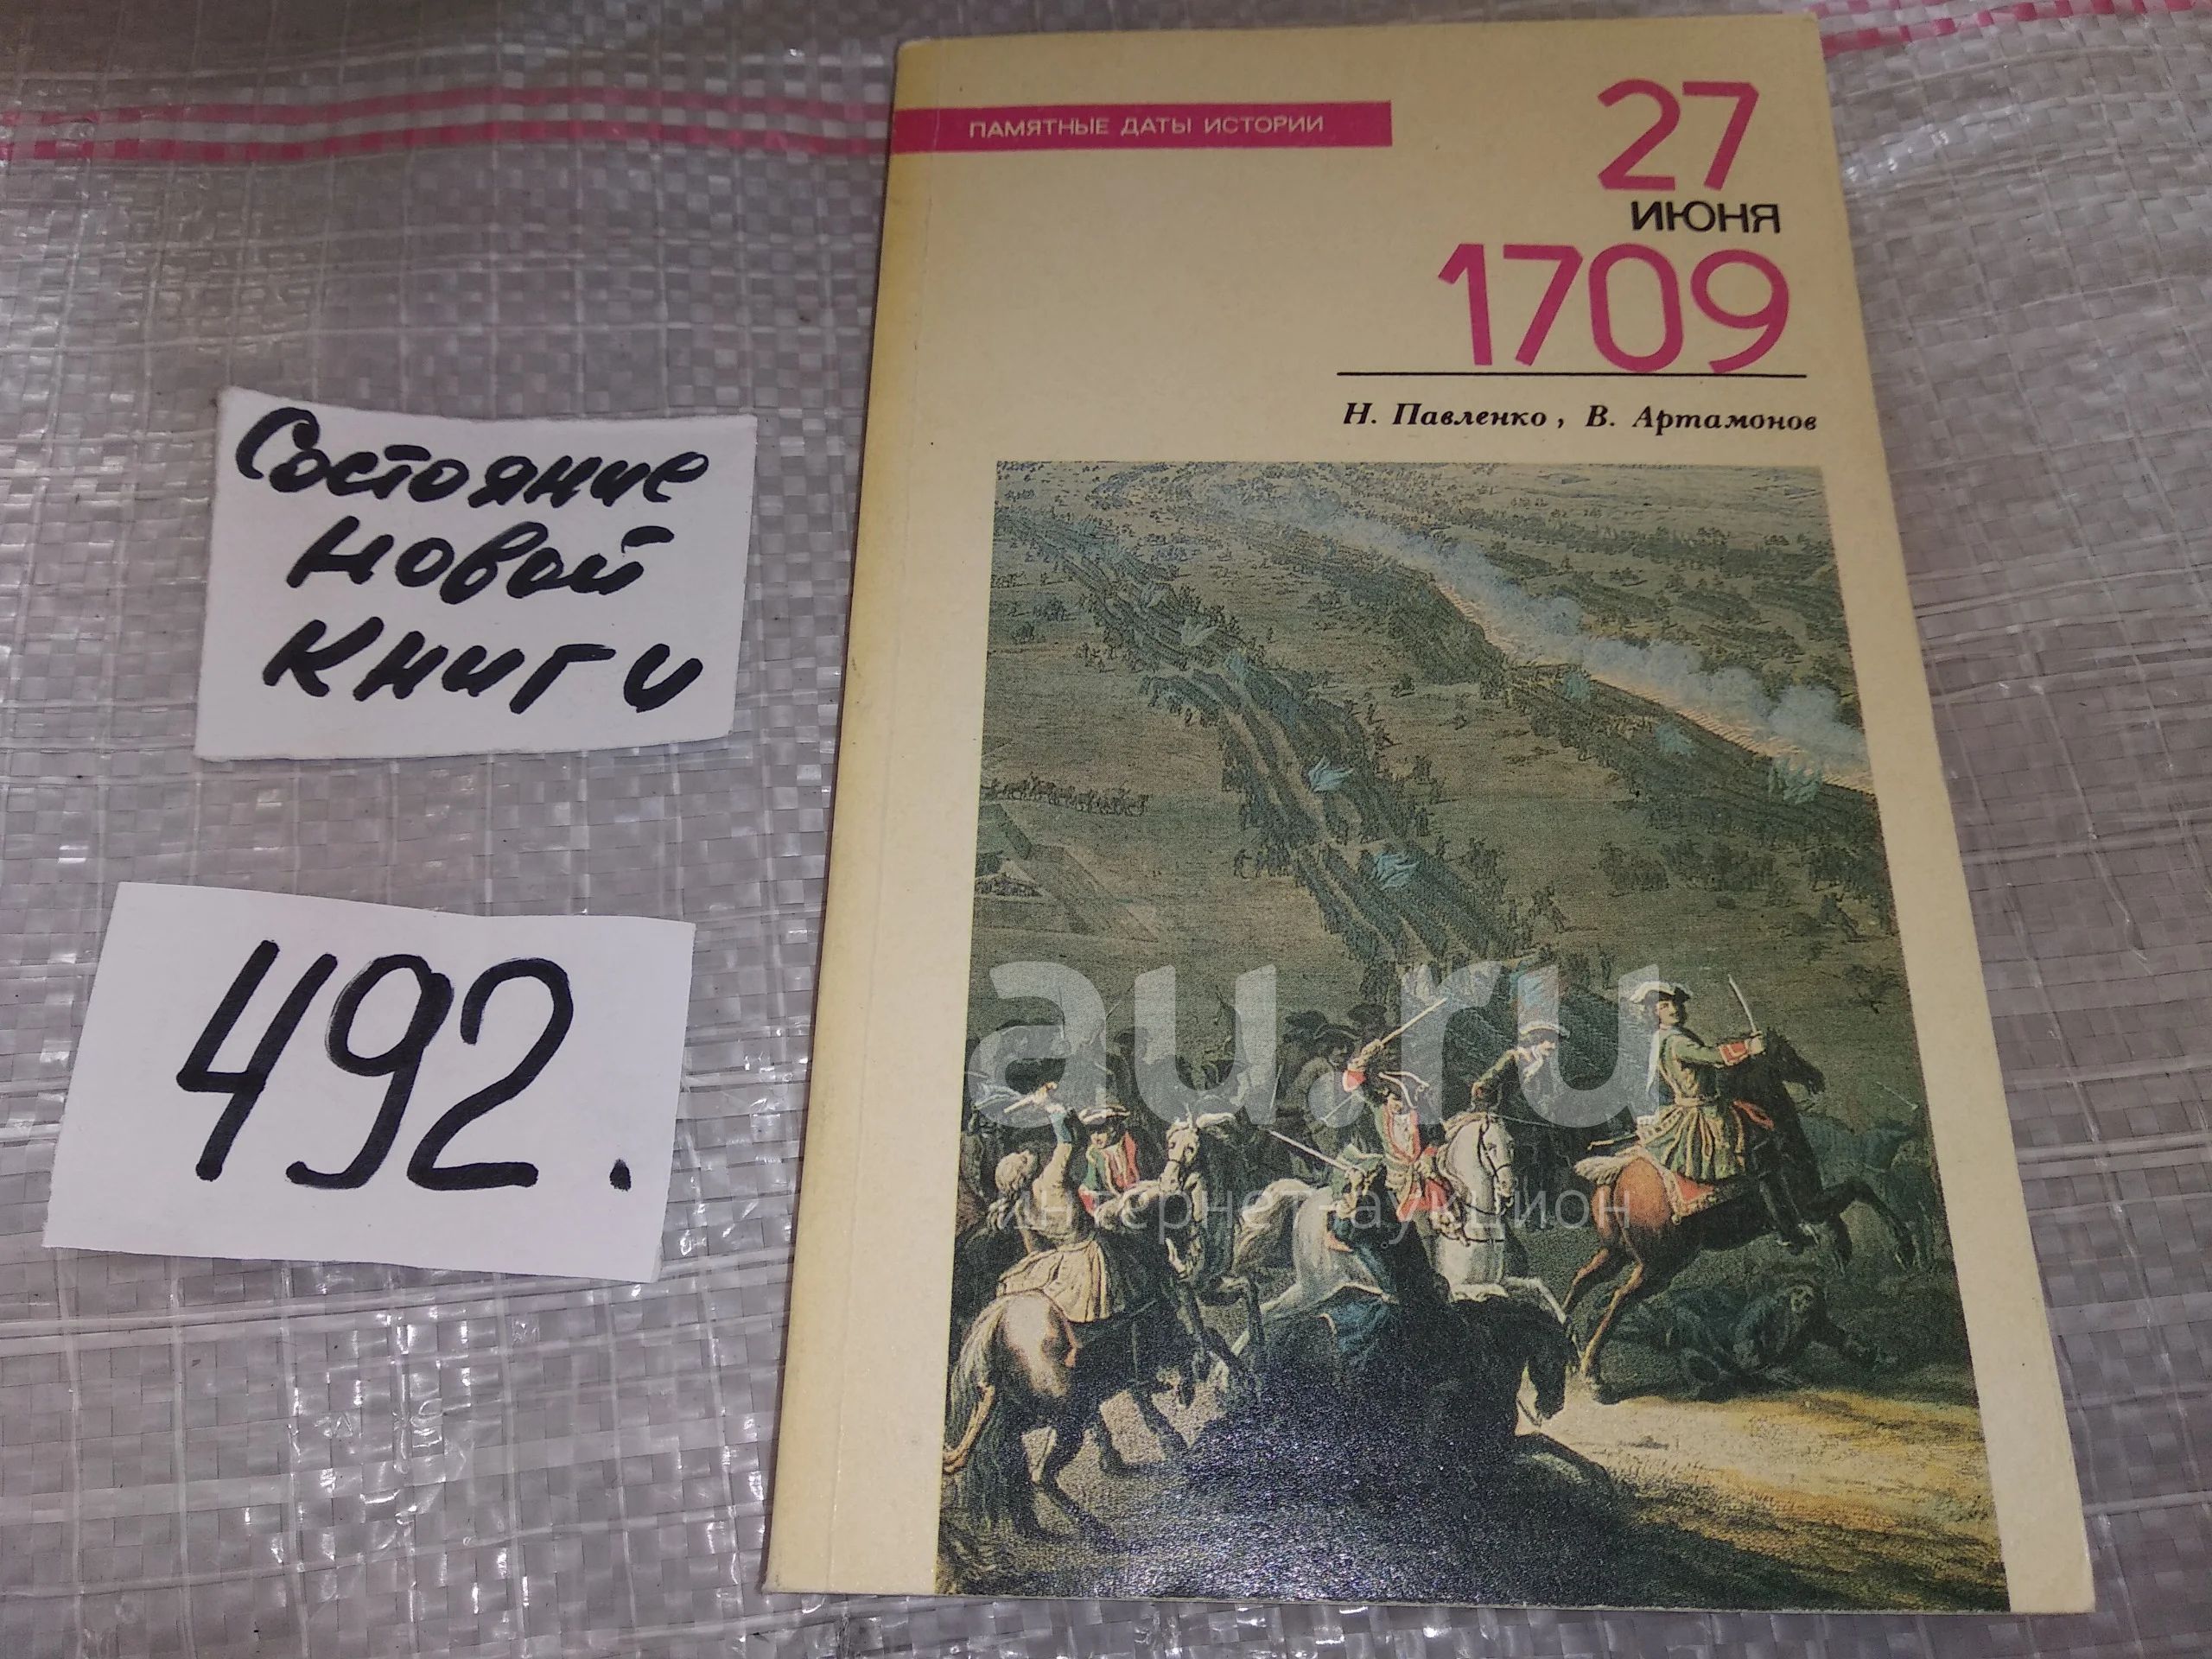 ПАМЯТНЫЕ ДАТЫ ИСТОРИИ
27
ИЮНЯ
1709
Н. Павленко, В. Артамонов
Состояние
новой
книги
492.
au.ru
интернет-аукцион